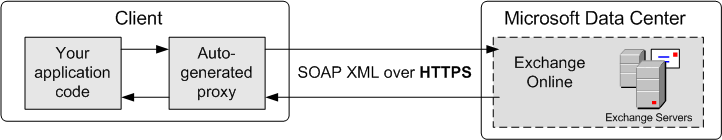 Client
Your
application
code
Auto-
generated
proxy
SOAP XML over HTTPS
Microsoft Data Center
Exchange
Online
Exchange Servers